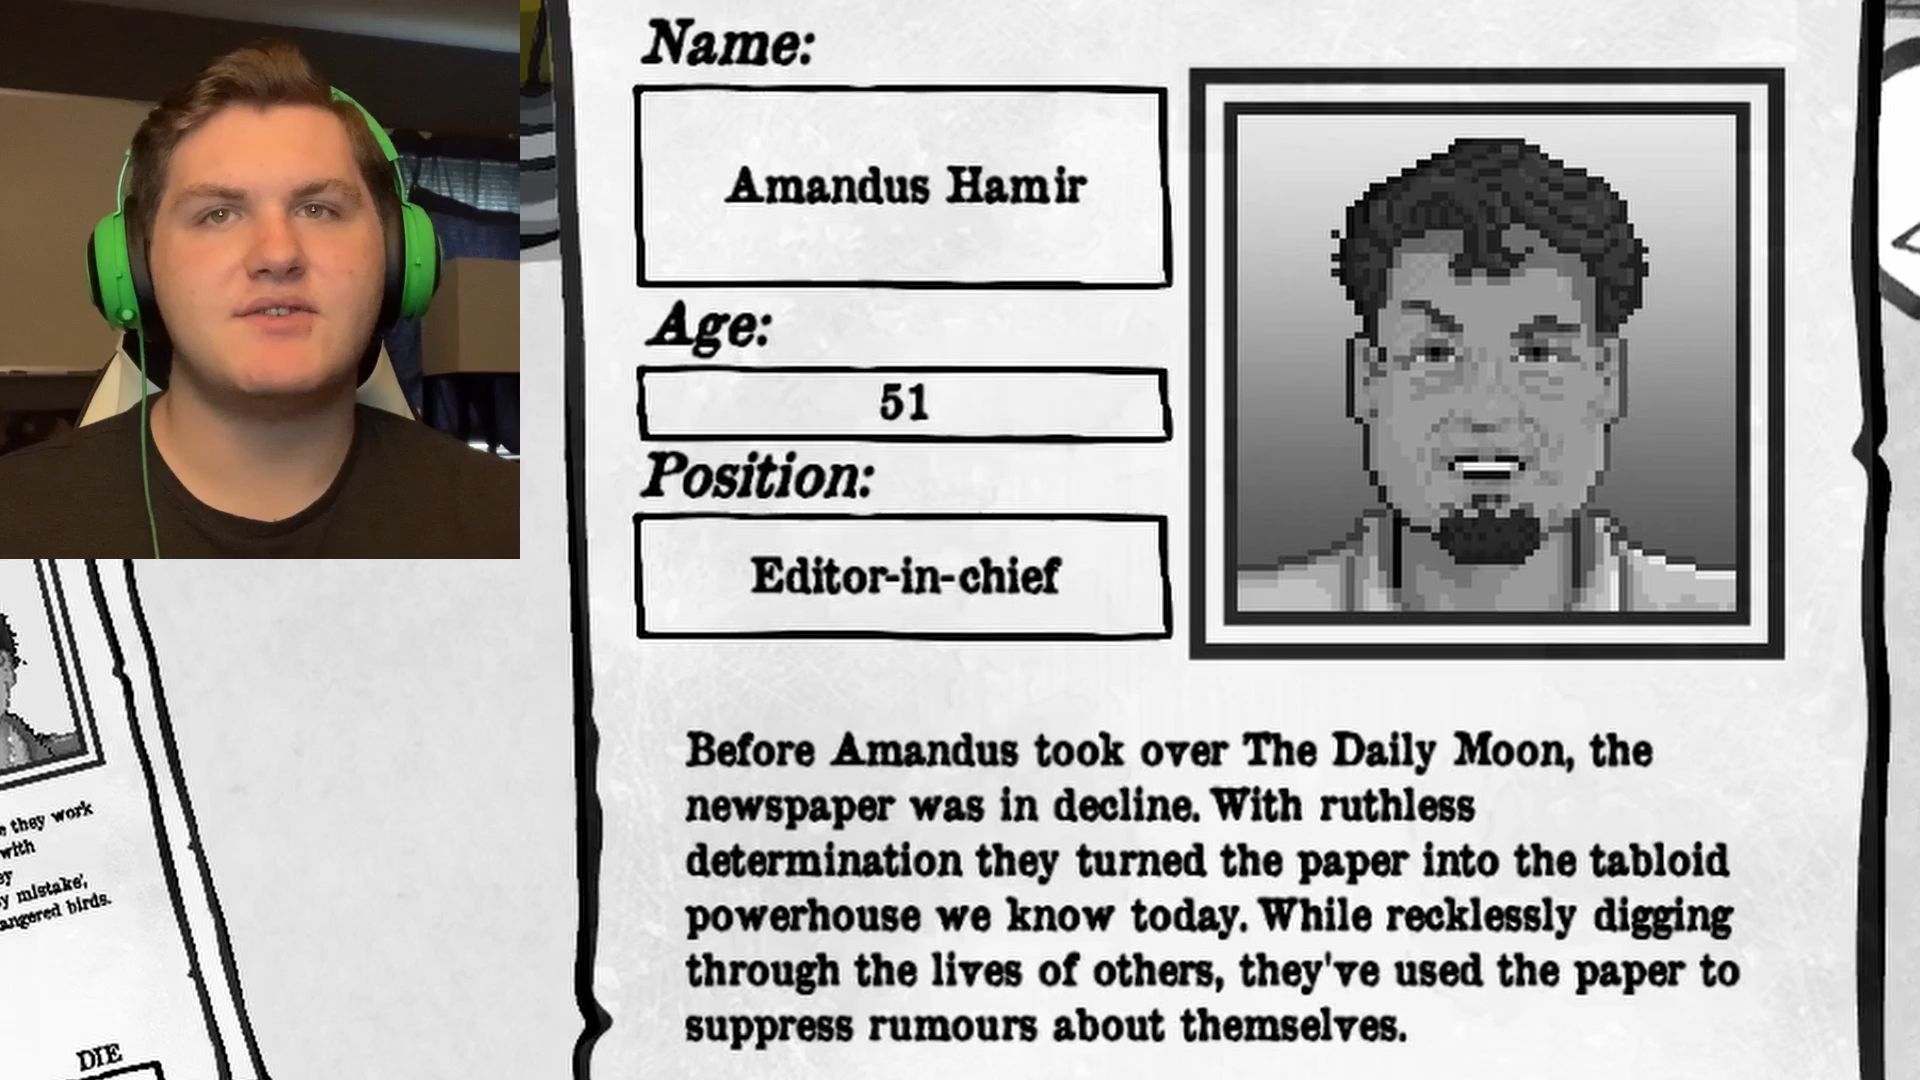 Name:
Amandus Hamir
Age:
51
Position:
Editor-in-chief
Before Amandus took over The Daily Moon, the
newspaper was in decline. With ruthless
determination they turned the paper into the tabloid
powerhouse we know today. While recklessly digging
through the lives of others, they've used the paper to
suppress rumours about themselves.
they work
with
mistake',
birds.
DIE